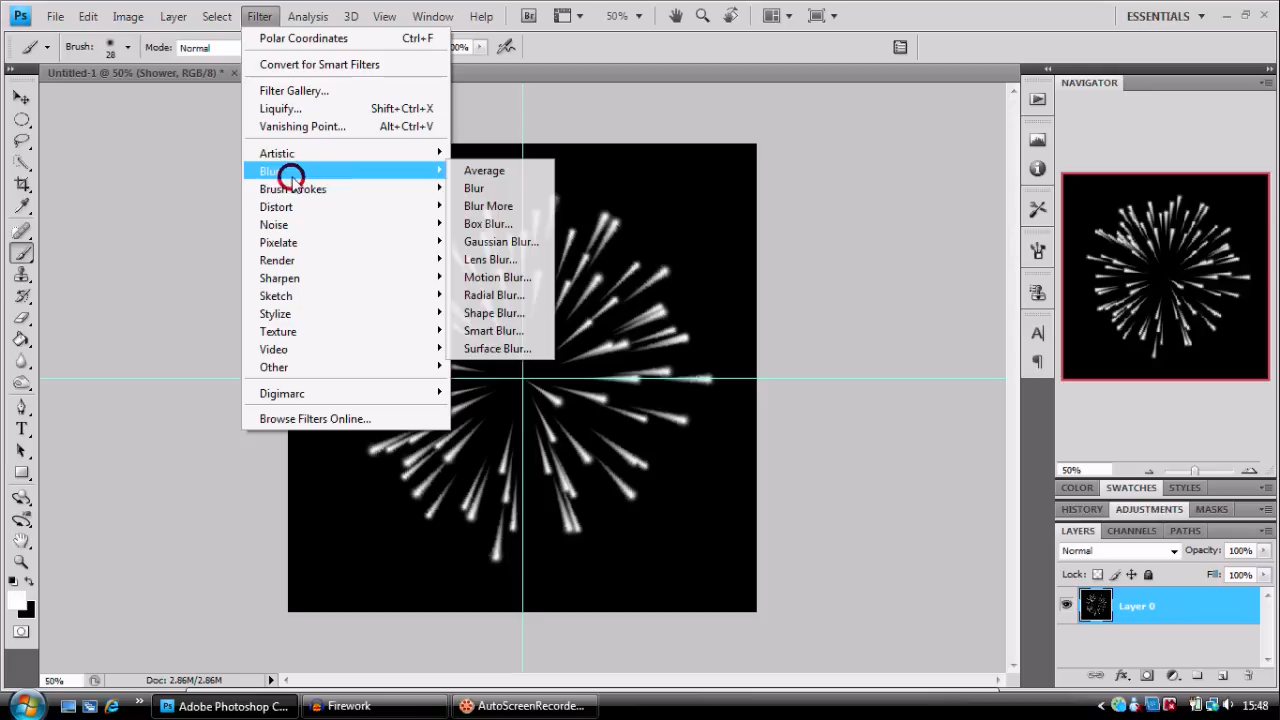 Ps File Edit Image Layer Select Filter Analysis 3D View Window Help Br 50% ESSENTIALS
Brush: 28 Mode: Normal 00%
Untitled-1 @ 50% (Shower, RGB/8) *
Polar Coordinates Ctrl+F
Convert for Smart Filters
Filter Gallery...
Liquify... Shift+Ctrl+X
Vanishing Point... Alt+Ctrl+V
Artistic
Brush Strokes
Distort
Noise
Pixelate
Render
Sharpen
Sketch
Stylize
Texture
Video
Other
Digimarc
Browse Filters Online...
Average
Blur
Blur More
Box Blur...
Gaussian Blur...
Lens Blur...
Motion Blur...
Radial Blur...
Shape Blur...
Smart Blur...
Surface Blur...
NAVIGATOR
50%
COLOR SWATCHES STYLES
HISTORY ADJUSTMENTS MASKS
LAYERS CHANNELS PATHS
Normal Opacity: 100%
Lock: Fill: 100%
Layer 0
50% Doc: 2.86M/2.86M
Ps Adobe Photoshop C... Firework AutoScreenRecorde... 15:48